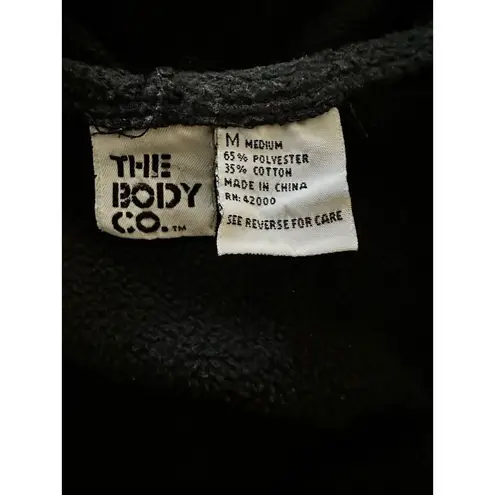 THE
BODY
CO.™
M MEDIUM
65% POLYESTER
35% COTTON
MADE IN CHINA
RN: 42000
SEE REVERSE FOR CARE